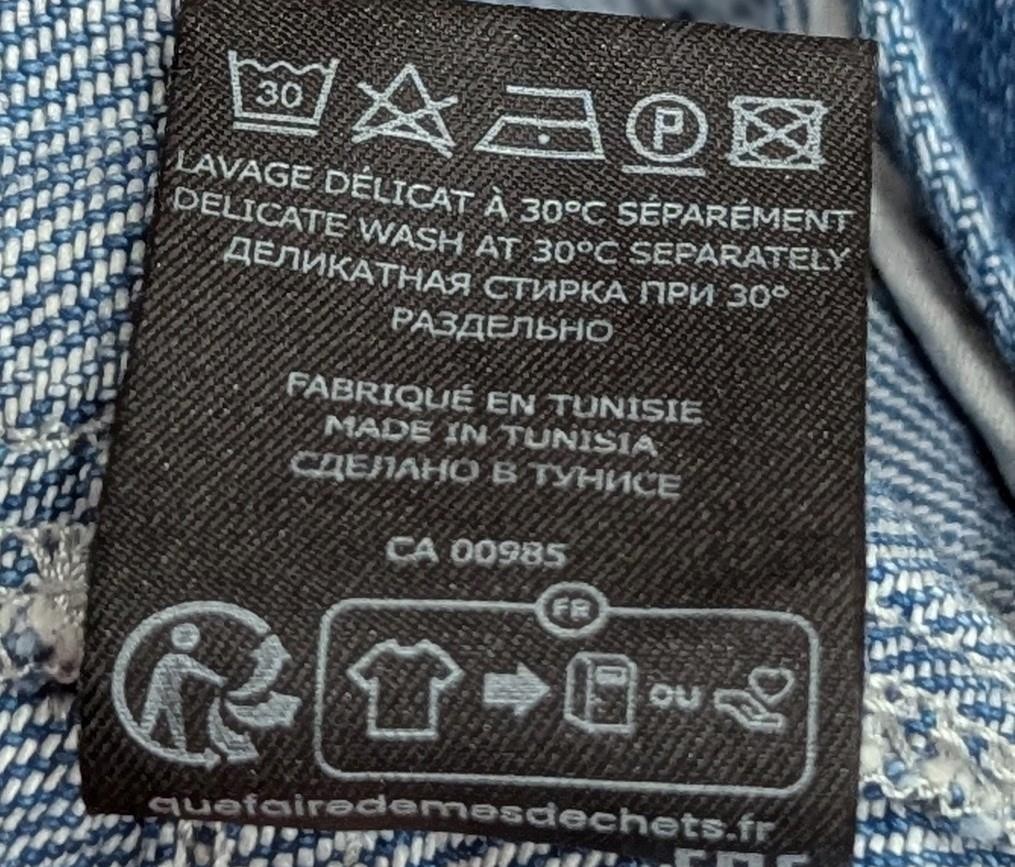 30
P
LAVAGE DÉLICAT À 30°C SÉPARÉMENT
DELICATE WASH AT 30°C SEPARATELY
ДЕЛИКАТНАЯ СТИРКА ПРИ 30°
РАЗДЕЛЬНО
FABRIQUÉ EN TUNISIE
MADE IN TUNISIA
СДЕЛАНО В ТУНИСЕ
CA 00985
FR
OU
quefairedemesdechets.fr